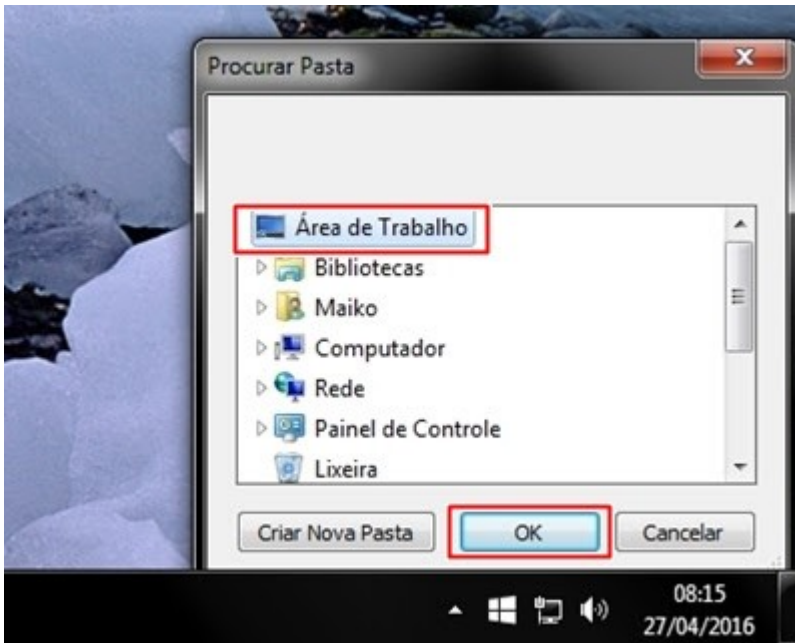 Procurar Pasta
Área de Trabalho
Bibliotecas
Maiko
Computador
Rede
Painel de Controle
Lixeira
Criar Nova Pasta OK Cancelar
08:15
27/04/2016